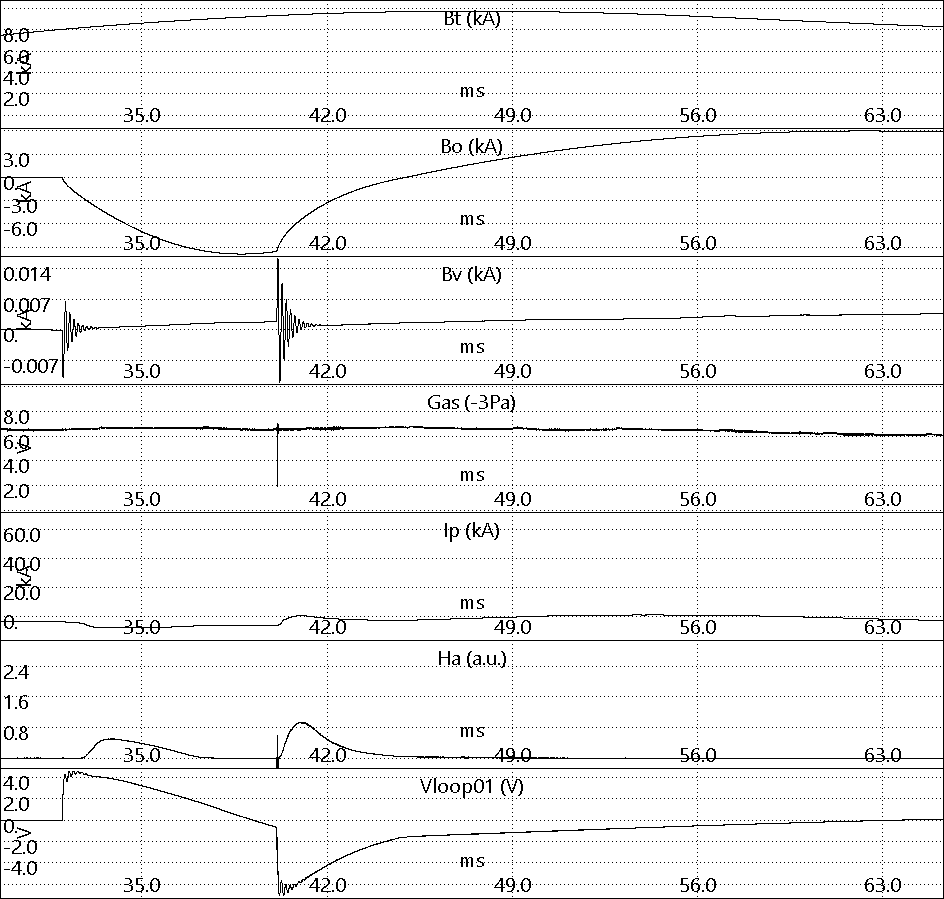 Bt (kA)
8.0
6.0
kA
4.0
2.0
ms
35.0 42.0 49.0 56.0 63.0
Bo (kA)
3.0
0.
kA
-3.0
-6.0
ms
35.0 42.0 49.0 56.0 63.0
Bv (kA)
0.014
0.007
kA
0.
-0.007
ms
35.0 42.0 49.0 56.0 63.0
Gas (-3Pa)
8.0
6.0
V
4.0
2.0
ms
35.0 42.0 49.0 56.0 63.0
Ip (kA)
60.0
40.0
kA
20.0
0.
ms
35.0 42.0 49.0 56.0 63.0
Ha (a.u.)
2.4
1.6
0.8
ms
35.0 42.0 49.0 56.0 63.0
Vloop01 (V)
4.0
2.0
0.
V
-2.0
-4.0
ms
35.0 42.0 49.0 56.0 63.0